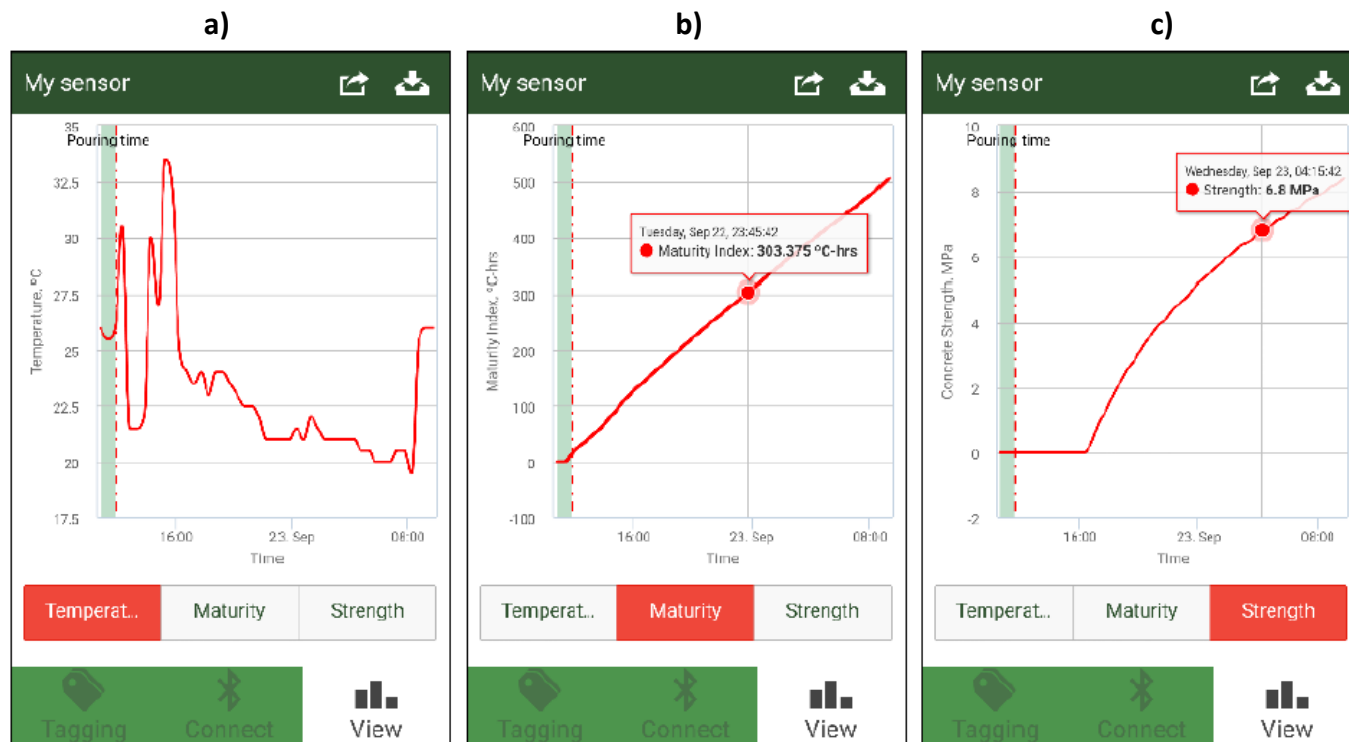 a)
My sensor
35
Pouring time
32.5
30
27.5
25
22.5
20
17.5
Temperature, ºC
16:00
23. Sep
08:00
Time
Temperat...
Maturity
Strength
Tagging
Connect
View
b)
My sensor
600
Pouring time
500
400
300
200
100
0
-100
Maturity Index, ºC-hrs
Tuesday, Sep 22, 23:45:42
Maturity Index: 303.375 ºC-hrs
16:00
23. Sep
08:00
Time
Temperat...
Maturity
Strength
Tagging
Connect
View
c)
My sensor
10
Pouring time
8
6
4
2
0
-2
Concrete Strength, MPa
Wednesday, Sep 23, 04:15:42
Strength: 6.8 MPa
16:00
23. Sep
08:00
Time
Temperat...
Maturity
Strength
Tagging
Connect
View